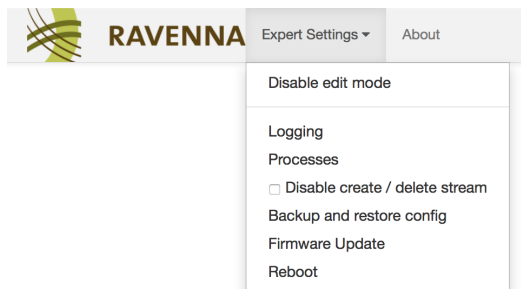 RAVENNA Expert Settings About
Disable edit mode
Logging
Processes
Disable create / delete stream
Backup and restore config
Firmware Update
Reboot